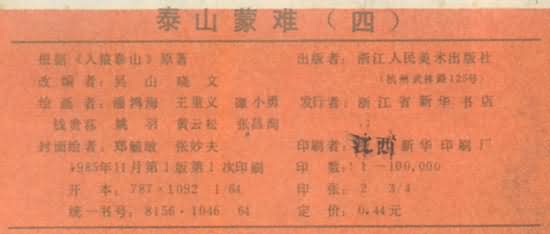 泰山蒙难（四）
根据《人猿泰山》原著
改编者：吴山 晓文
绘画者：潘鸿海 王重义 谢小勇
钱贵荪 姚羽 黄云松 张昌洵
封面绘者：郑毓敏 张妙夫
1985年11月第1版第1次印刷
开本：787×1092 1/64
统一书号：8156·1046 64
出版者：浙江人民美术出版社
（杭州武林路125号）
发行者：浙江省新华书店
印刷者：江西新华印刷厂
印数：1—100,000
印张：2 3/4
定价：0.44元